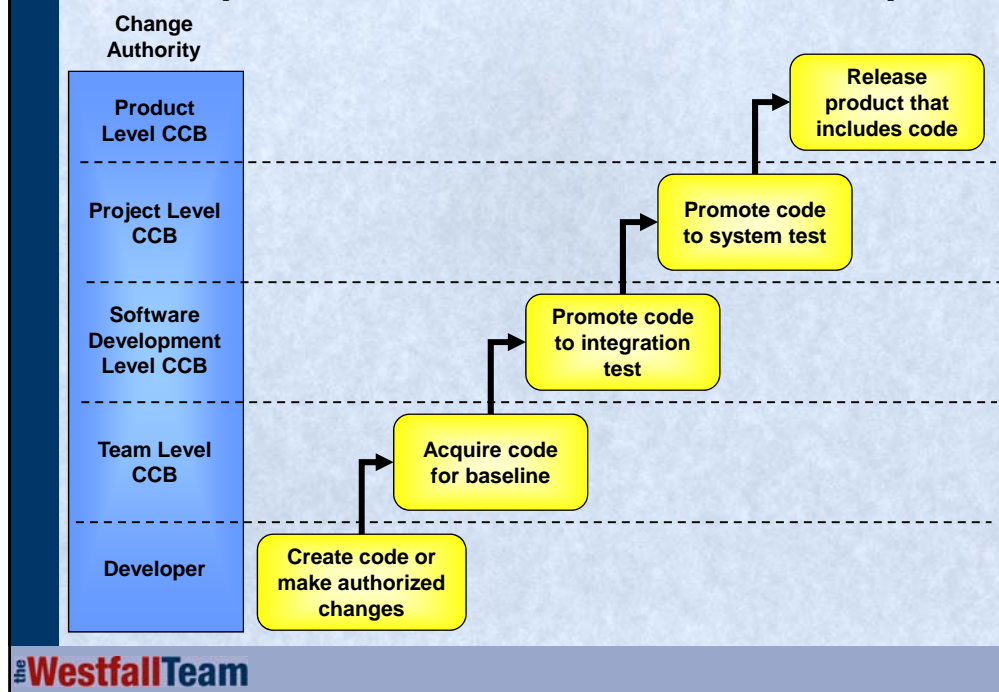 Change
Authority
Product
Level CCB
Project Level
CCB
Software
Development
Level CCB
Team Level
CCB
Developer
Release
product that
includes code
Promote code
to system test
Promote code
to integration
test
Acquire code
for baseline
Create code or
make authorized
changes
the WestfallTeam